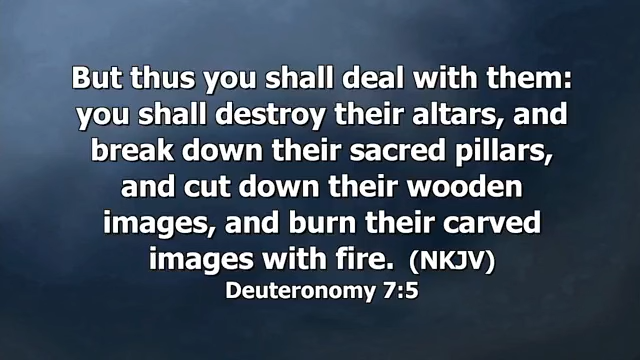 But thus you shall deal with them:
you shall destroy their altars, and
break down their sacred pillars,
and cut down their wooden
images, and burn their carved
images with fire. (NKJV)
Deuteronomy 7:5